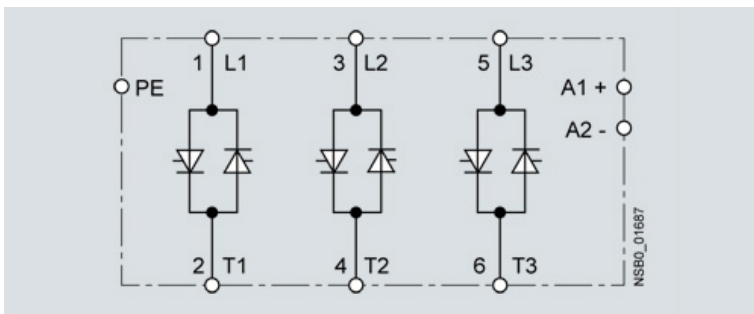 1 L1 3 L2 5 L3
PE A1 +
A2 -
2 T1 4 T2 6 T3
NSB0_01687